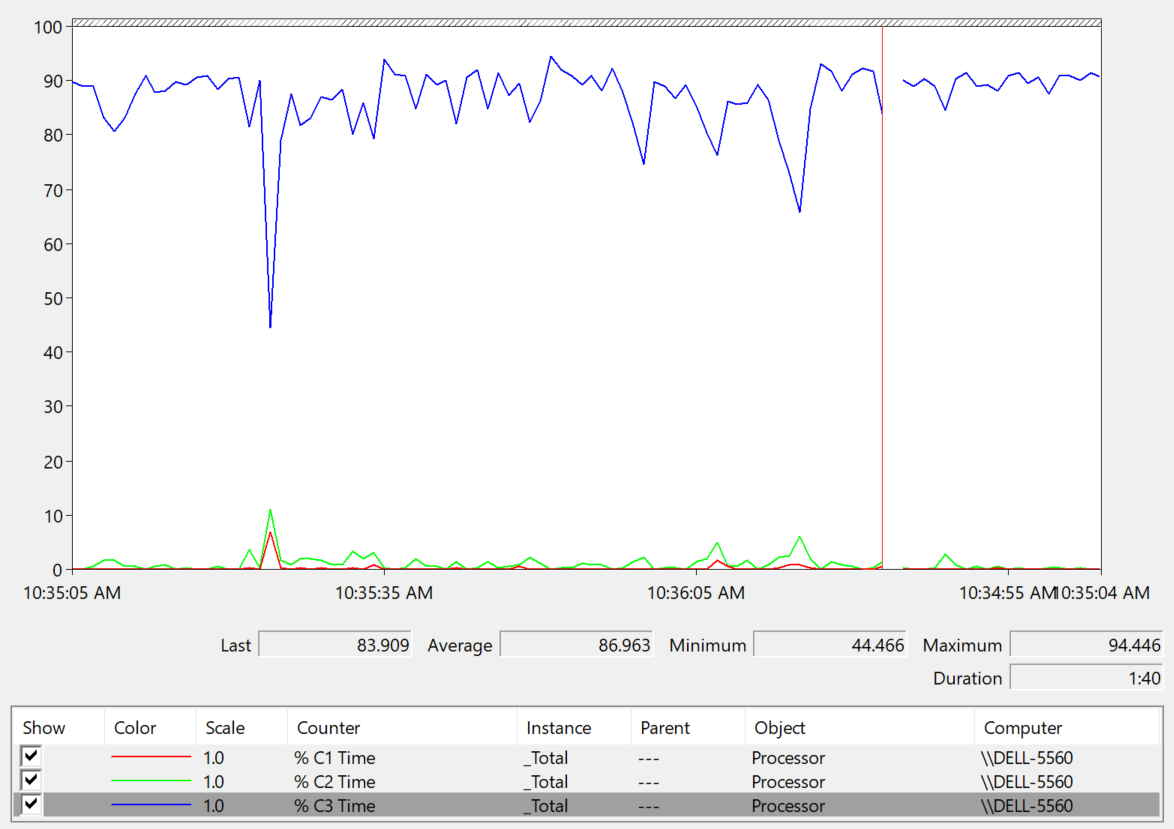 100
90
80
70
60
50
40
30
20
10
0
10:35:05 AM 10:35:35 AM 10:36:05 AM 10:34:55 AM 10:35:04 AM
Last 83.909 Average 86.963 Minimum 44.466 Maximum 94.446
Duration 1:40
Show Color Scale Counter Instance Parent Object Computer
1.0 % C1 Time _Total --- Processor \\DELL-5560
1.0 % C2 Time _Total --- Processor \\DELL-5560
1.0 % C3 Time _Total --- Processor \\DELL-5560